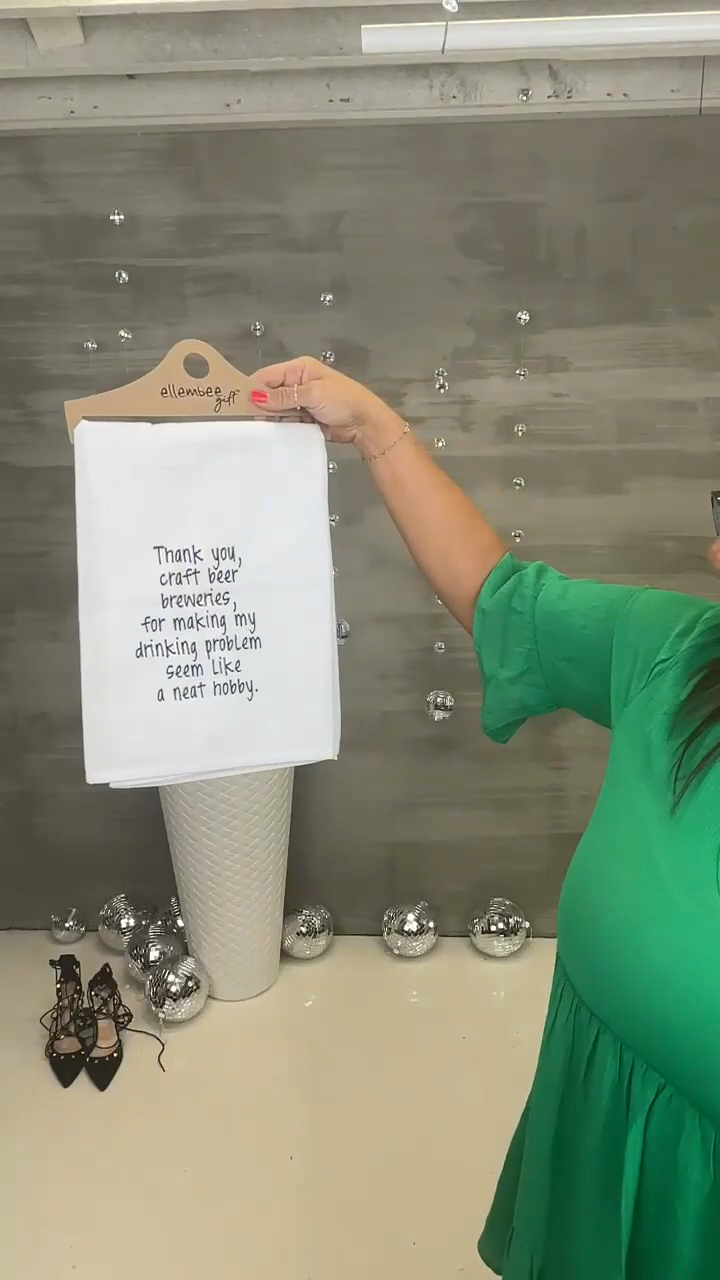 ellembee
gift
Thank you,
craft beer
breweries,
for making my
drinking problem
seem like
a neat hobby.